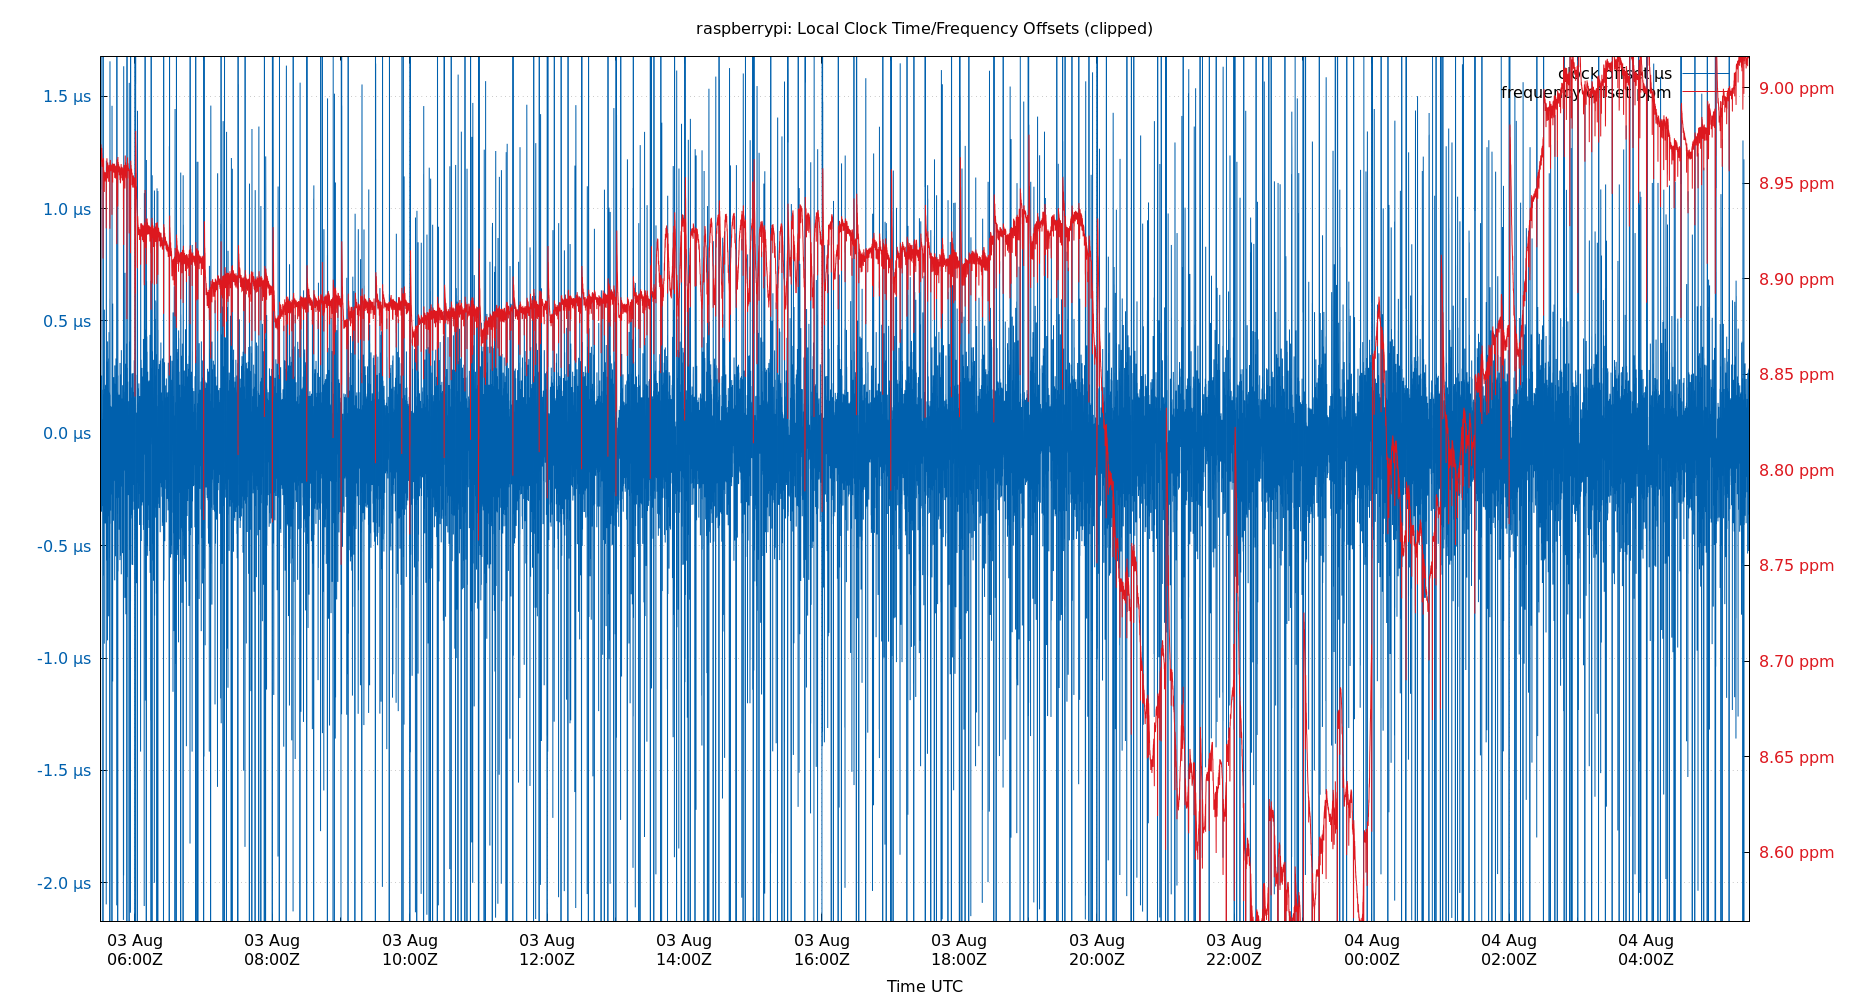 raspberrypi: Local Clock Time/Frequency Offsets (clipped)
clock offset µs
frequency offset ppm
1.5 µs
1.0 µs
0.5 µs
0.0 µs
-0.5 µs
-1.0 µs
-1.5 µs
-2.0 µs
9.00 ppm
8.95 ppm
8.90 ppm
8.85 ppm
8.80 ppm
8.75 ppm
8.70 ppm
8.65 ppm
8.60 ppm
03 Aug 03 Aug 03 Aug 03 Aug 03 Aug 03 Aug 03 Aug 03 Aug 03 Aug 04 Aug 04 Aug 04 Aug
06:00Z 08:00Z 10:00Z 12:00Z 14:00Z 16:00Z 18:00Z 20:00Z 22:00Z 00:00Z 02:00Z 04:00Z
Time UTC